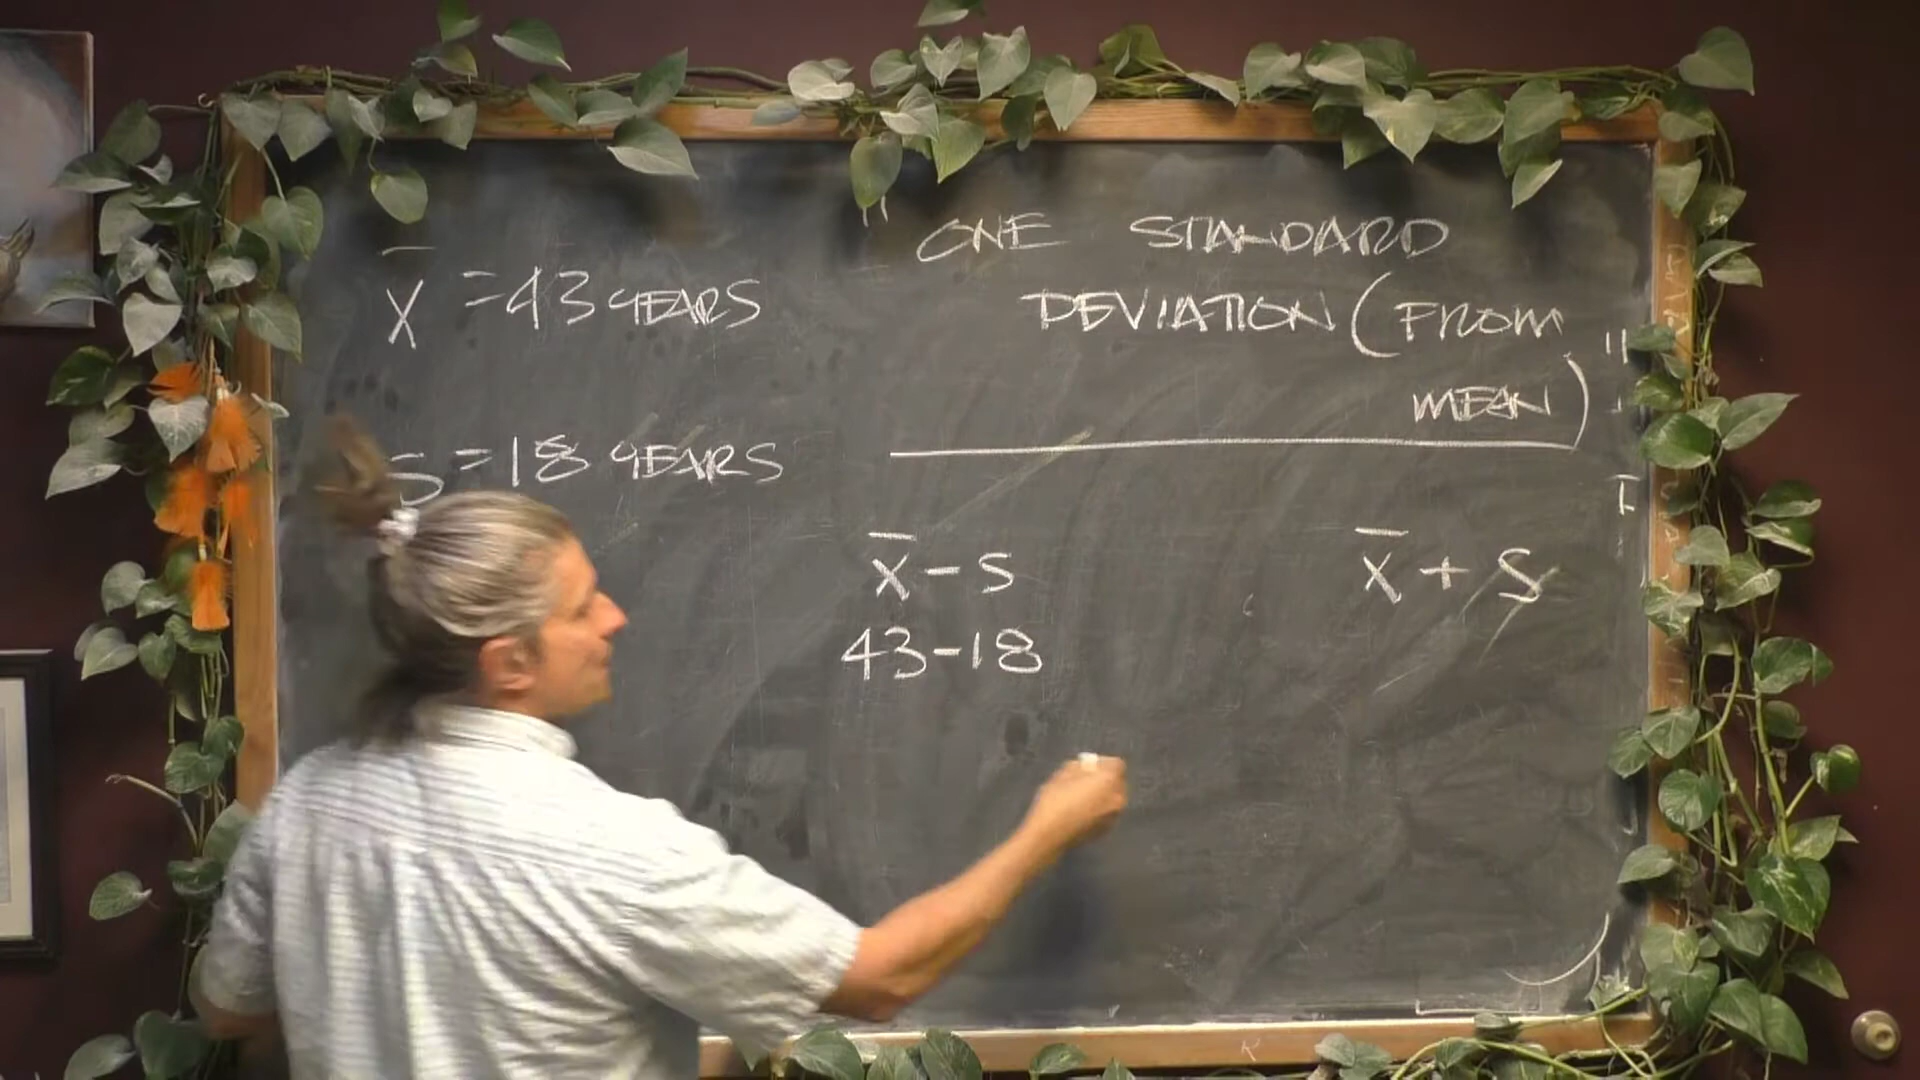 x̄ = 43 YEARS
S = 18 YEARS
"ONE STANDARD
DEVIATION (FROM
MEAN)"
x̄ - S
43 - 18
x̄ + S